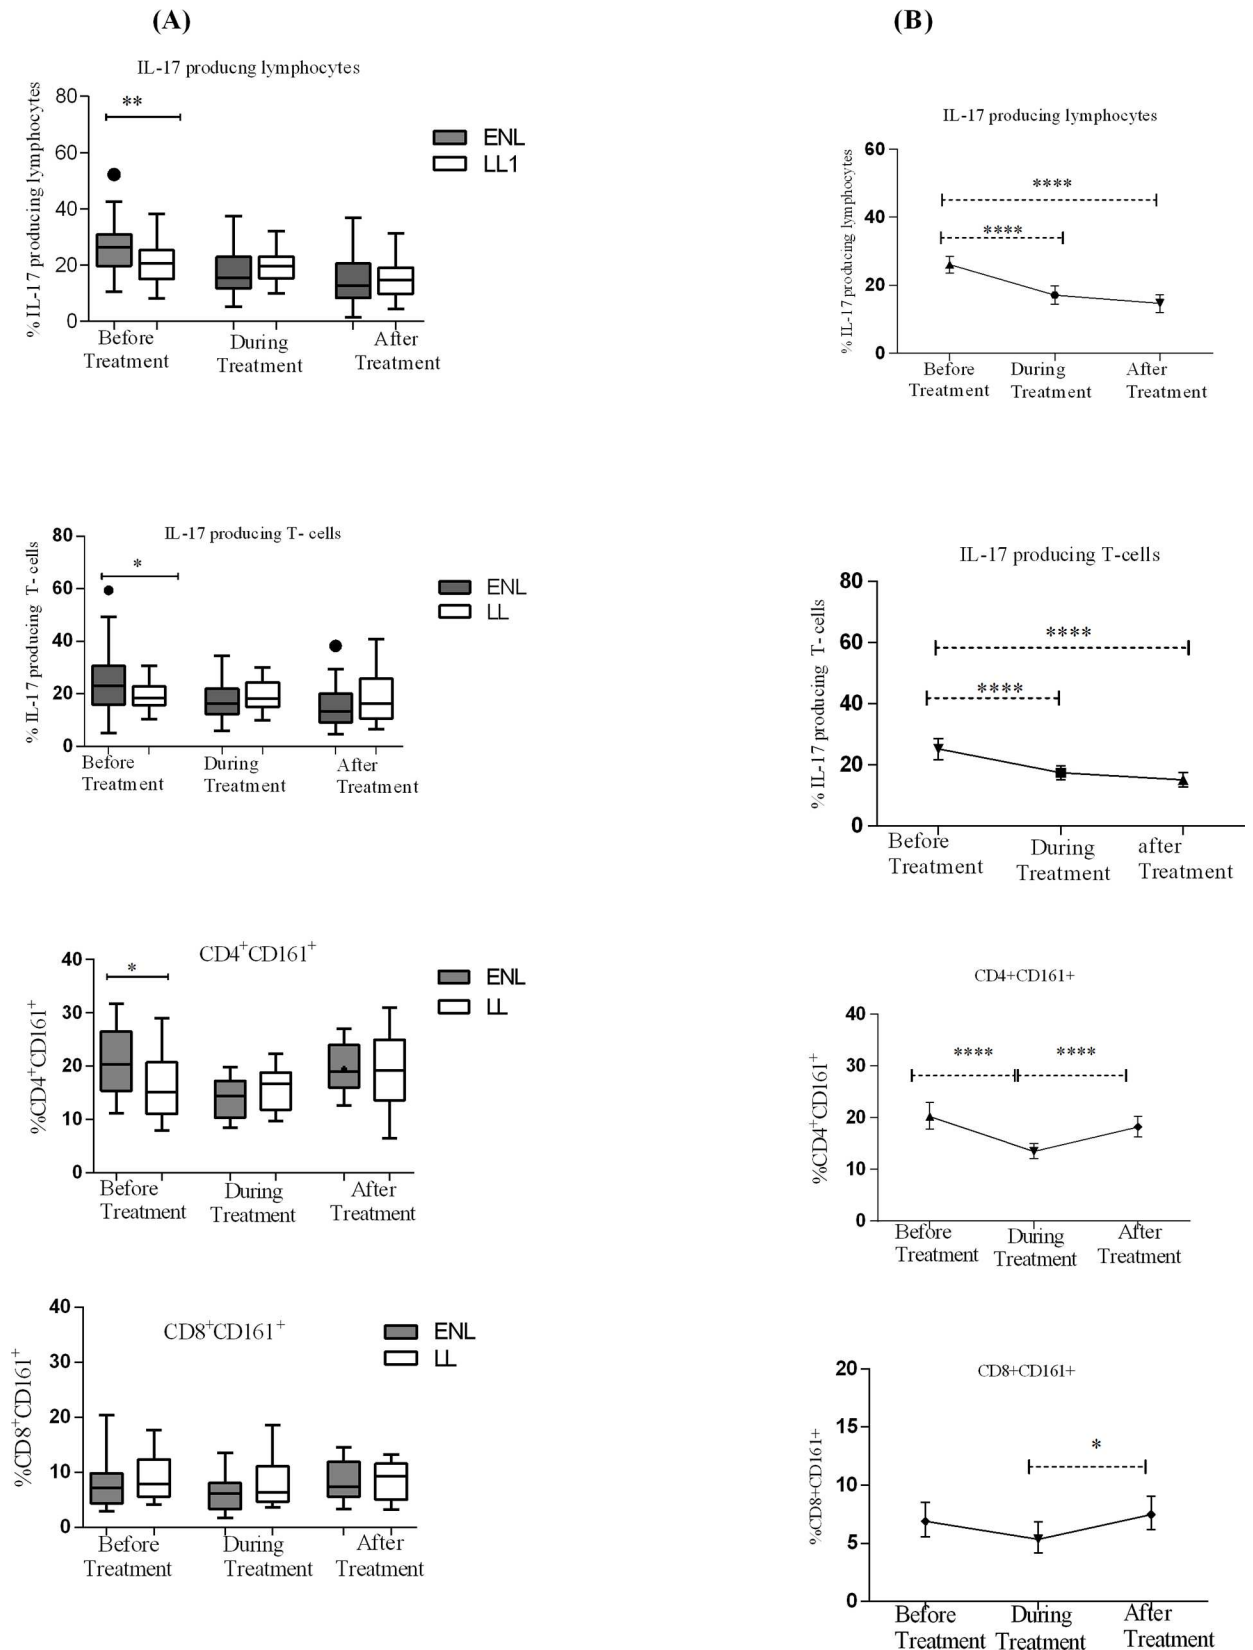 (A)
IL-17 producng lymphocytes
% IL-17 producing lymphocytes
80
60
40
20
0
**
ENL
LL1
Before
Treatment
During
Treatment
After
Treatment
IL-17 producing T- cells
% IL-17 producing T- cells
80
60
40
20
0
*
ENL
LL
Before
Treatment
During
Treatment
After
Treatment
CD4+CD161+
%CD4+CD161+
40
30
20
10
0
*
ENL
LL
Before
Treatment
During
Treatment
After
Treatment
CD8+CD161+
%CD8+CD161+
40
30
20
10
0
ENL
LL
Before
Treatment
During
Treatment
After
Treatment
(B)
IL-17 producing lymphocytes
% IL-17 producing lymphocytes
60
40
20
0
****
****
Before
Treatment
During
Treatment
After
Treatment
IL-17 producing T-cells
% IL-17 producing T- cells
80
60
40
20
0
****
****
Before
Treatment
During
Treatment
after
Treatment
CD4+CD161+
%CD4+CD161+
40
30
20
10
0
****
****
Before
Treatment
During
Treatment
After
Treatment
CD8+CD161+
%CD8+CD161+
20
15
10
5
0
*
Before
Treatment
During
Treatment
After
Treatment